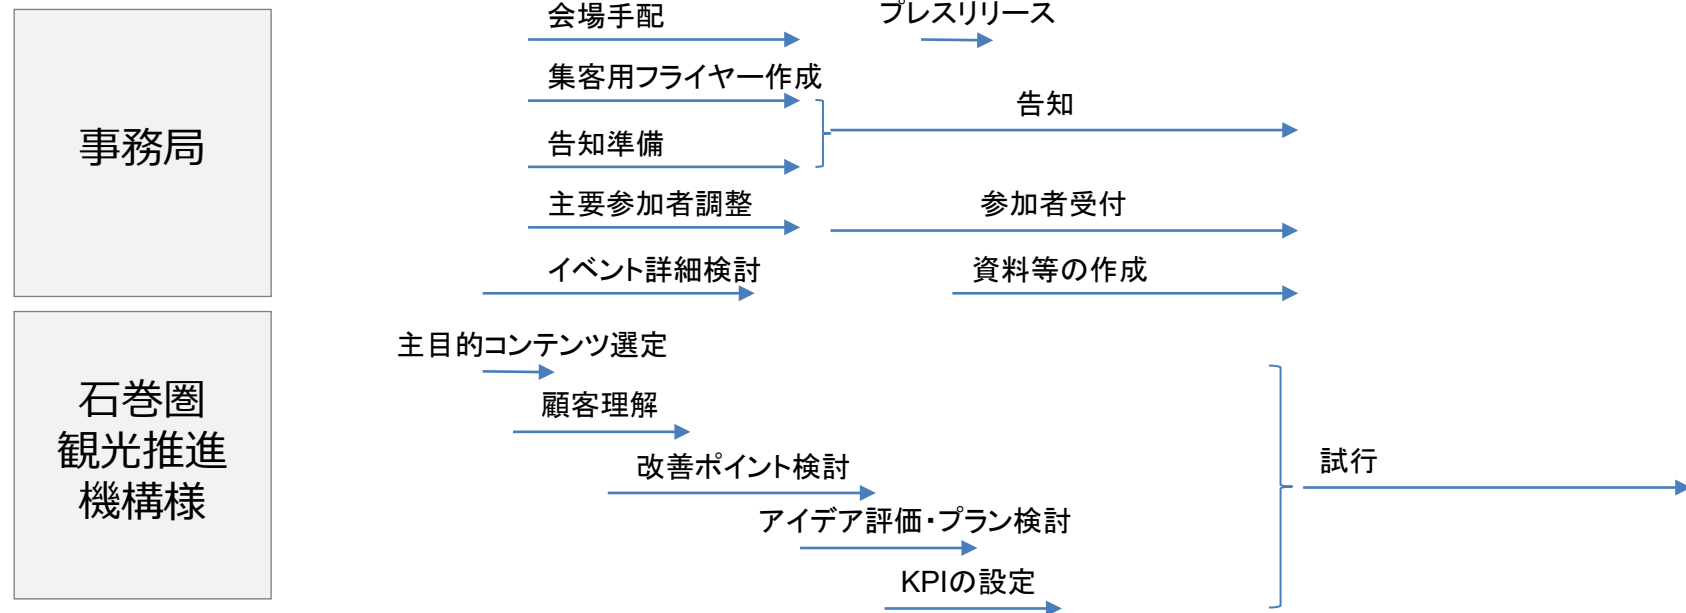 会場手配
プレスリリース
集客用フライヤー作成
告知
事務局
告知準備
主要参加者調整
参加者受付
イベント詳細検討
資料等の作成
主目的コンテンツ選定
石巻圏
観光推進
機構様
顧客理解
改善ポイント検討
試行
アイデア評価・プラン検討
KPIの設定